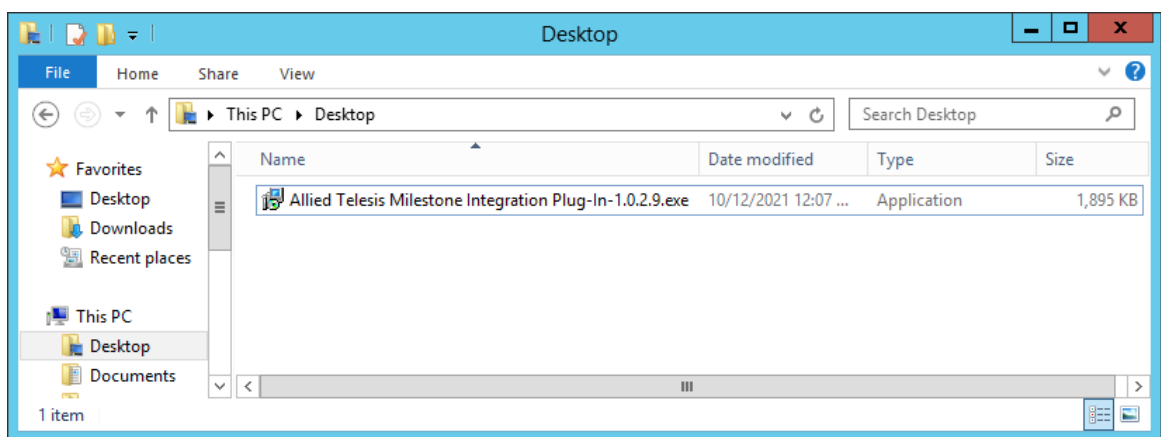 Desktop
File Home Share View
This PC Desktop Search Desktop
Name Date modified Type Size
Favorites
Desktop Allied Telesis Milestone Integration Plug-In-1.0.2.9.exe 10/12/2021 12:07 ... Application 1,895 KB
Downloads
Recent places
This PC
Desktop
Documents
1 item